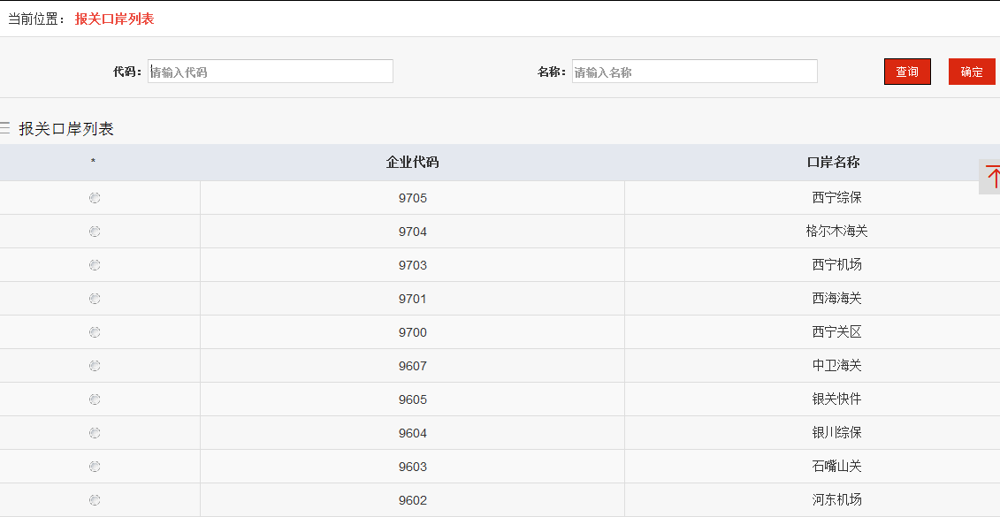 当前位置： 报关口岸列表
代码： 请输入代码 名称： 请输入名称 查询 确定
报关口岸列表
* 企业代码 口岸名称
9705 西宁综保
9704 格尔木海关
9703 西宁机场
9701 西海海关
9700 西宁关区
9607 中卫海关
9605 银关快件
9604 银川综保
9603 石嘴山关
9602 河东机场